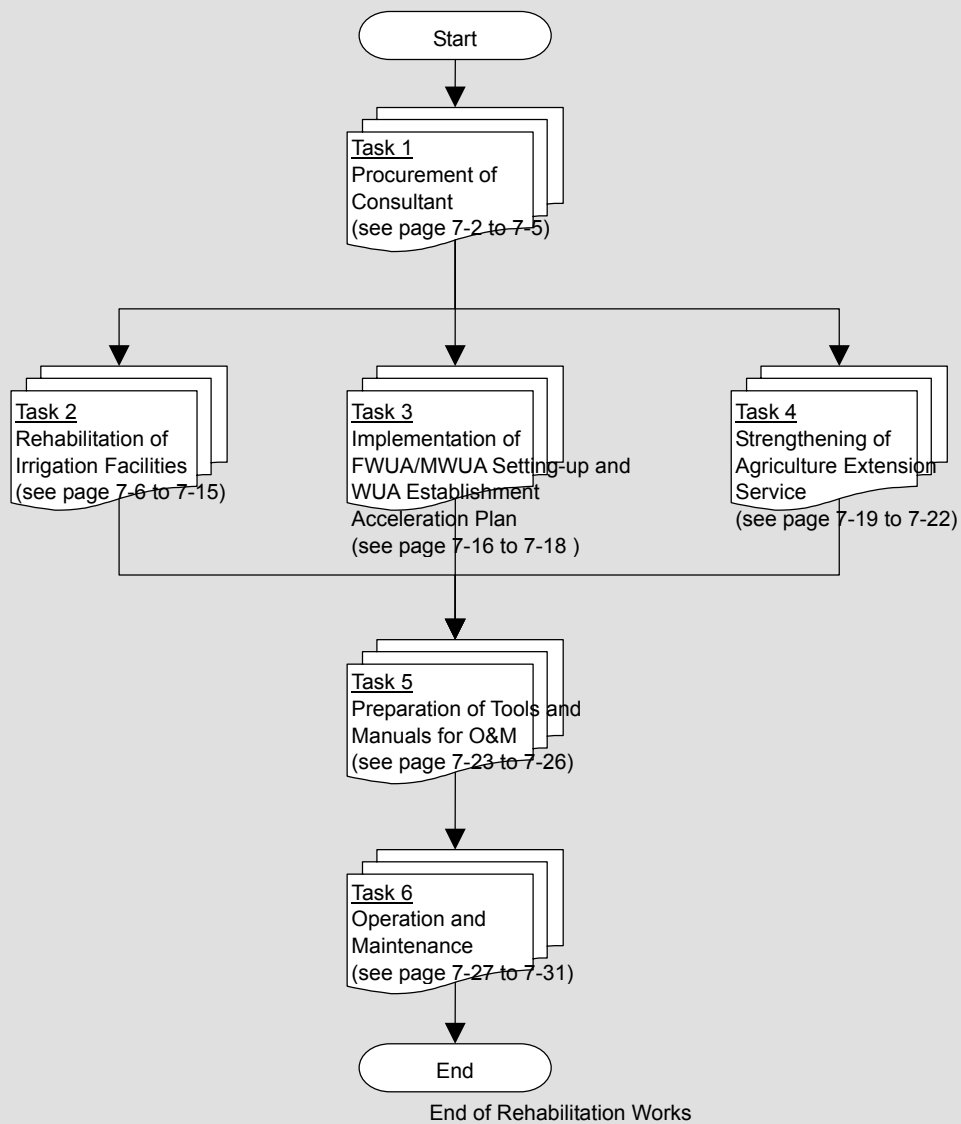 Start
Task 1
Procurement of
Consultant
(see page 7-2 to 7-5)
Task 2
Rehabilitation of
Irrigation Facilities
(see page 7-6 to 7-15)
Task 3
Implementation of
FWUA/MWUA Setting-up and
WUA Establishment
Acceleration Plan
(see page 7-16 to 7-18 )
Task 4
Strengthening of
Agriculture Extension
Service
(see page 7-19 to 7-22)
Task 5
Preparation of Tools and
Manuals for O&M
(see page 7-23 to 7-26)
Task 6
Operation and
Maintenance
(see page 7-27 to 7-31)
End
End of Rehabilitation Works